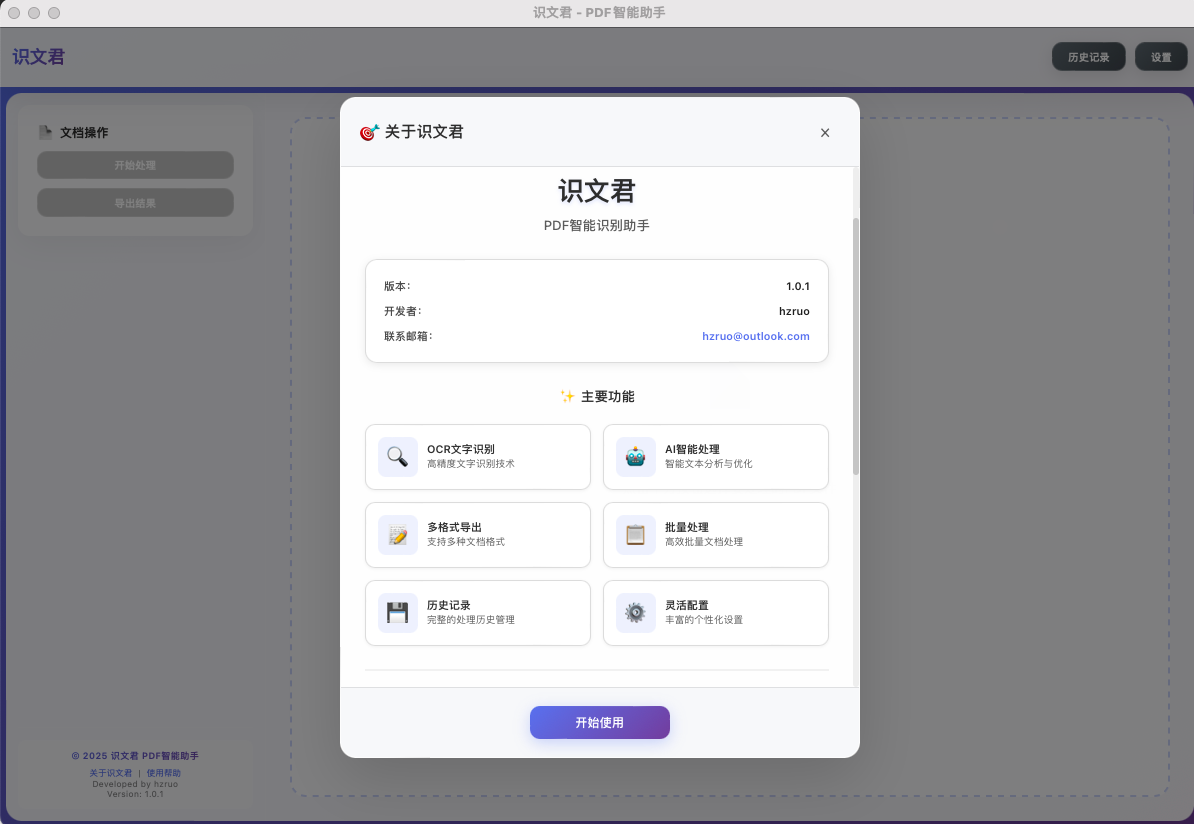 识文君 - PDF智能助手
识文君
历史记录
设置
文档操作
开始处理
导出结果
关于识文君
×
识文君
PDF智能识别助手
版本: 1.0.1
开发者: hzruo
联系邮箱: hzruo@outlook.com
主要功能
OCR文字识别
高精度文字识别技术
AI智能处理
智能文本分析与优化
多格式导出
支持多种文档格式
批量处理
高效批量文档处理
历史记录
完整的处理历史管理
灵活配置
丰富的个性化设置
开始使用
© 2025 识文君 PDF智能助手
关于识文君 | 使用帮助
Developed by hzruo
Version: 1.0.1